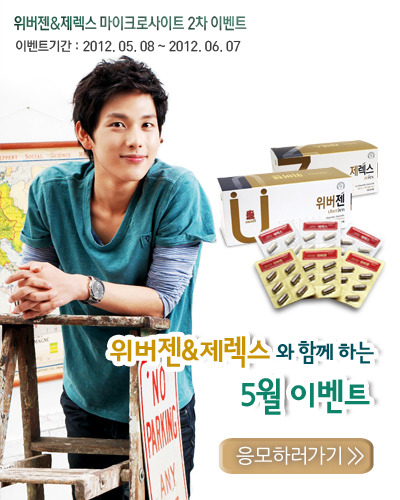 위버젠&제렉스 마이크로사이트 2차 이벤트
이벤트기간 : 2012. 05. 08 ~ 2012. 06. 07
제렉스
위버젠
위버젠&제렉스 와 함께 하는
5월 이벤트
NO
PARKING
ANY
응모하러가기 >>